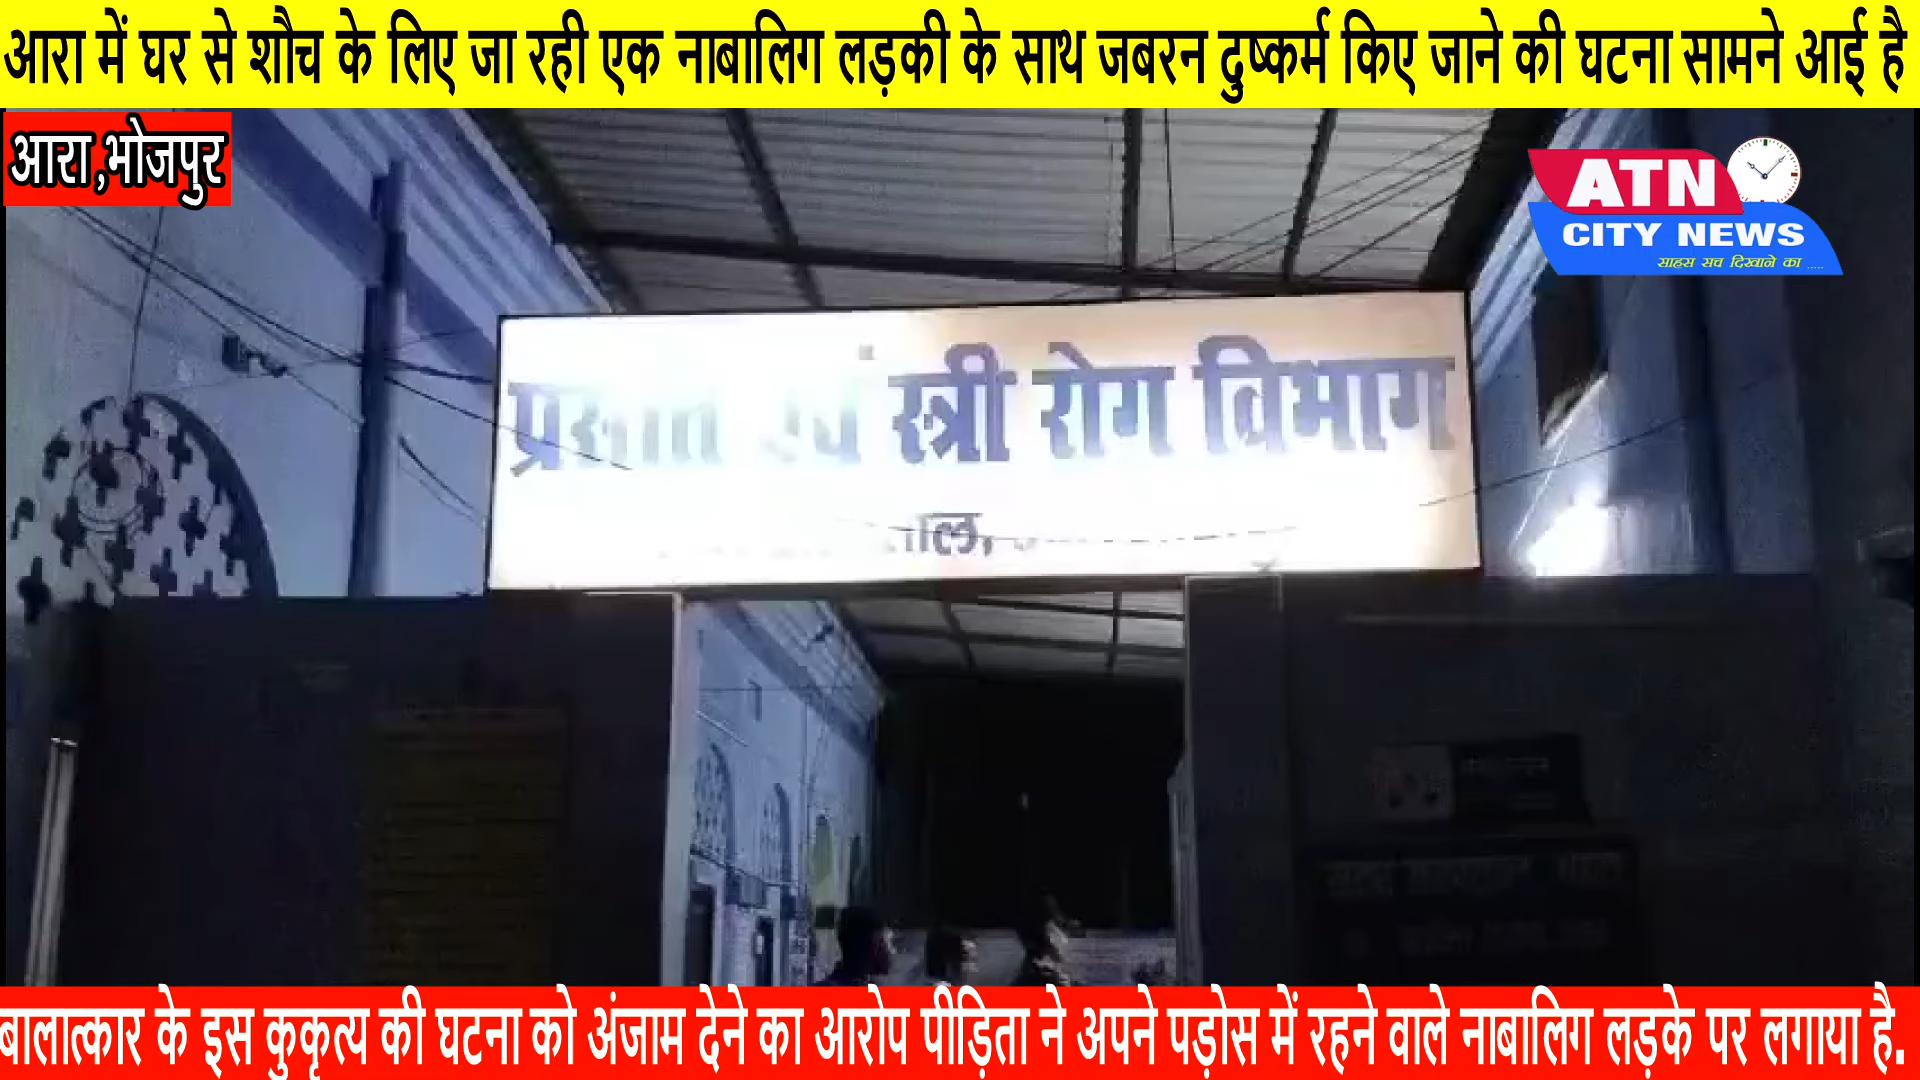 आरा में घर से शौच के लिए जा रही एक नाबालिग लड़की के साथ जबरन दुष्कर्म किए जाने की घटना सामने आई है
आरा,भोजपुर
ATN
CITY NEWS
साहस सच दिखाने का .....
स्त्री रोग विभाग
बालात्कार के इस कुकृत्य की घटना को अंजाम देने का आरोप पीड़िता ने अपने पड़ोस में रहने वाले नाबालिग लड़के पर लगाया है.